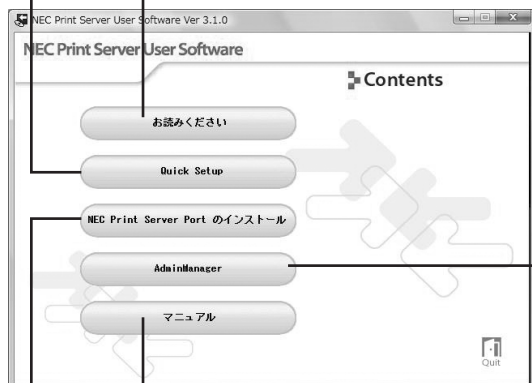 NEC Print Server User Software Ver 3.1.0
NEC Print Server User Software
Contents
お読みください
Quick Setup
NEC Print Server Port のインストール
AdminManager
マニュアル
Quit